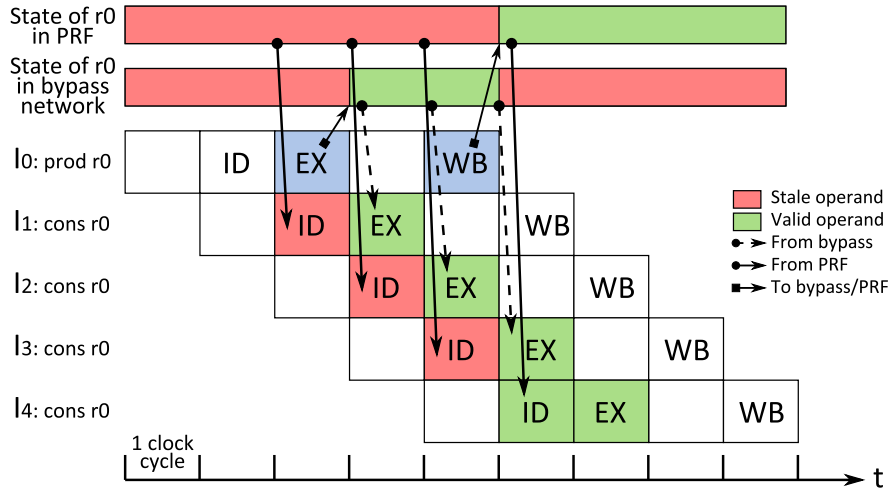 State of r0
in PRF
State of r0
in bypass
network
I0: prod r0
ID
EX
WB
I1: cons r0
ID
EX
WB
I2: cons r0
ID
EX
WB
I3: cons r0
ID
EX
WB
I4: cons r0
ID
EX
WB
Stale operand
Valid operand
From bypass
From PRF
To bypass/PRF
1 clock
cycle
t